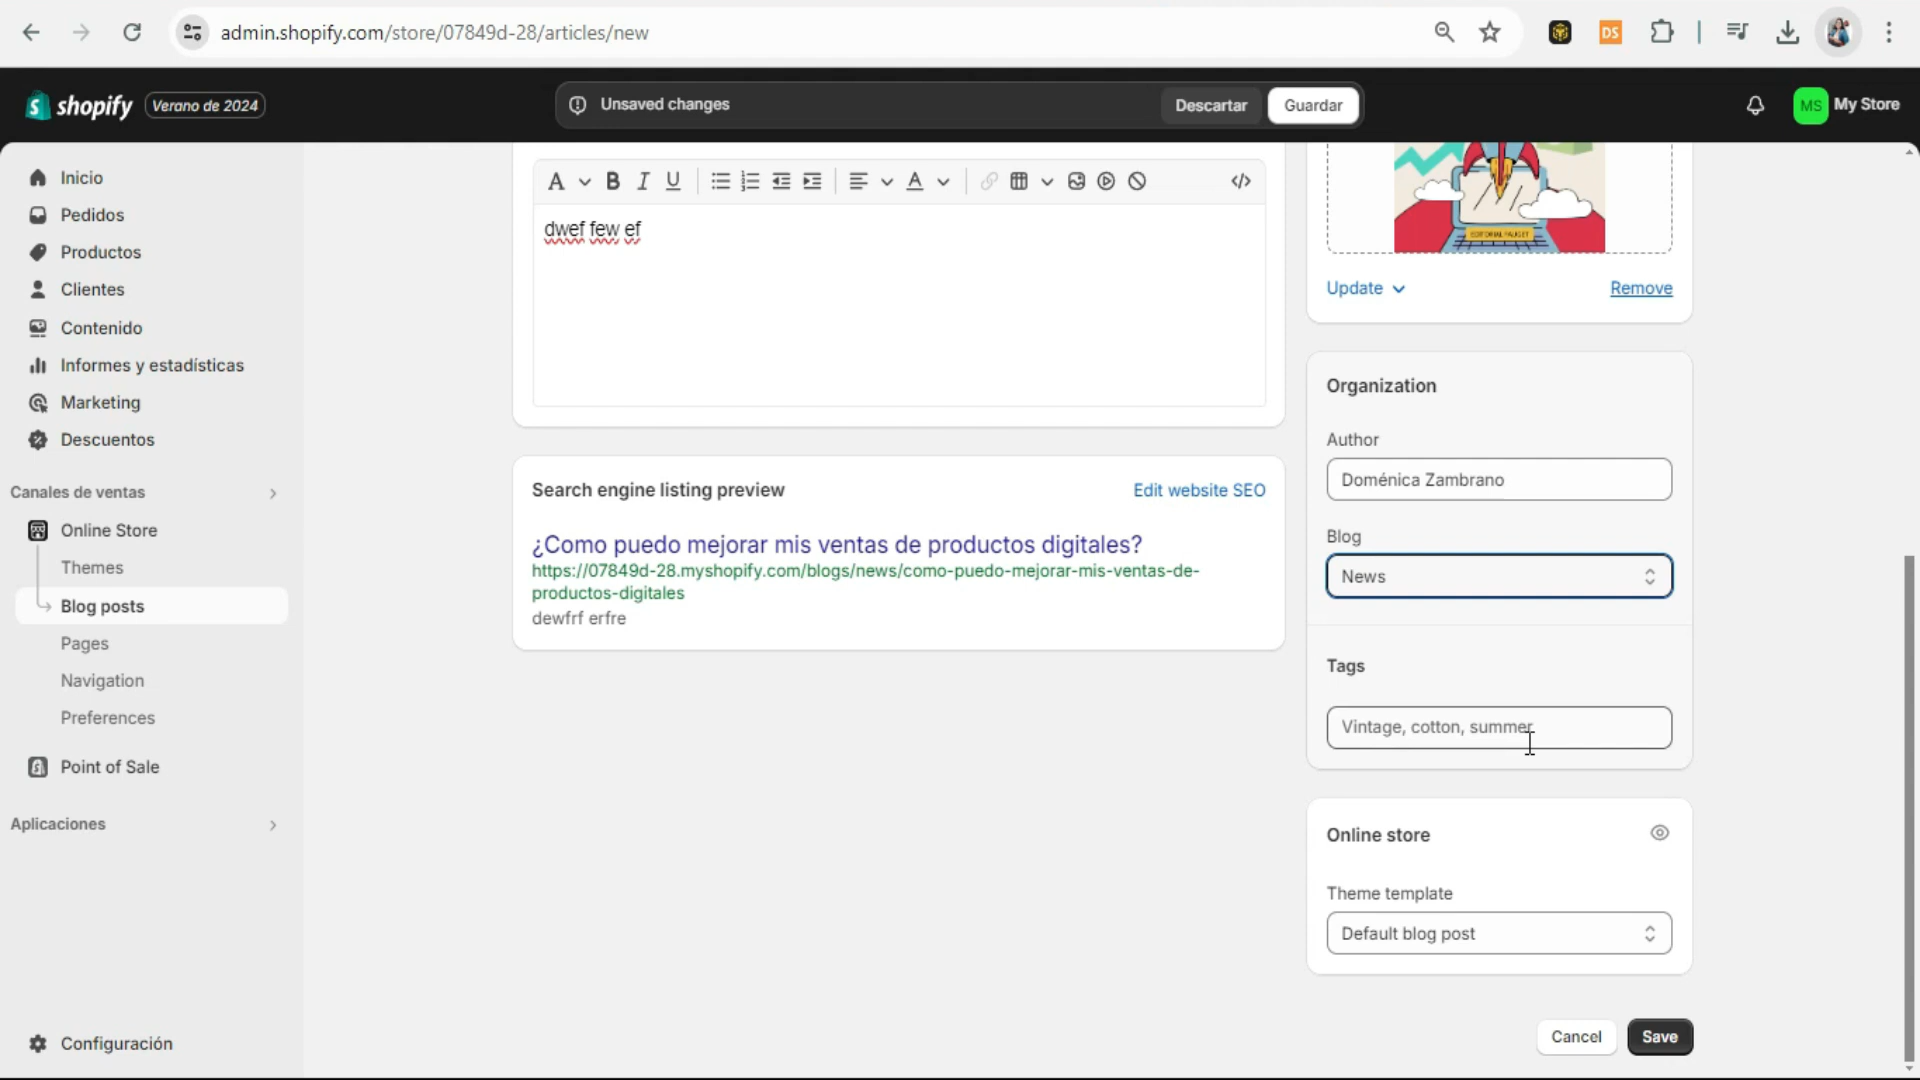 admin.shopify.com/store/07849d-28/articles/new
DS
shopify
Verano de 2024
Unsaved changes
Descartar
Guardar
MS
My Store
Inicio
Pedidos
Productos
Clientes
Contenido
Informes y estadísticas
Marketing
Descuentos
Canales de ventas
Online Store
Themes
Blog posts
Pages
Navigation
Preferences
Point of Sale
Aplicaciones
Configuración
dwef few ef
Search engine listing preview
Edit website SEO
¿Como puedo mejorar mis ventas de productos digitales?
https://07849d-28.myshopify.com/blogs/news/como-puedo-mejorar-mis-ventas-de-
productos-digitales
dewfrf erfre
EDITORIAL FAUGET
Update
Remove
Organization
Author
Doménica Zambrano
Blog
News
Tags
Vintage, cotton, summer
Online store
Theme template
Default blog post
Cancel
Save